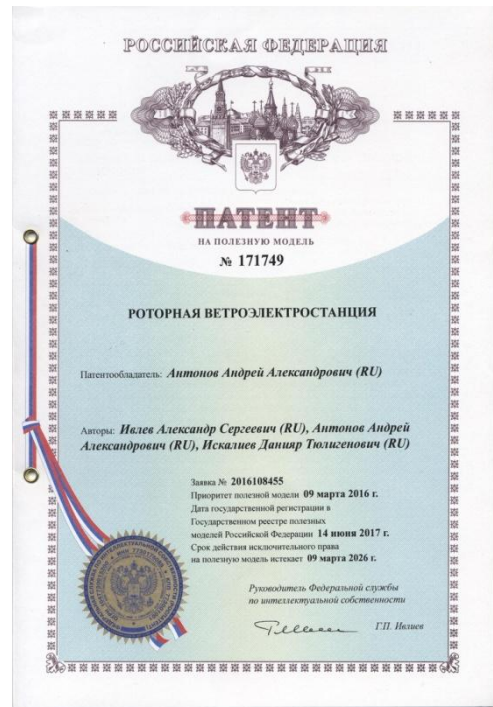 РОССИЙСКАЯ ФЕДЕРАЦИЯ
ПАТЕНТ
НА ПОЛЕЗНУЮ МОДЕЛЬ
№ 171749
РОТОРНАЯ ВЕТРОЭЛЕКТРОСТАНЦИЯ
Патентообладатель: Антонов Андрей Александрович (RU)
Авторы: Ивлев Александр Сергеевич (RU), Антонов Андрей
Александрович (RU), Искалиев Данияр Тюлигенович (RU)
Заявка № 2016108455
Приоритет полезной модели 09 марта 2016 г.
Дата государственной регистрации в
Государственном реестре полезных
моделей Российской Федерации 14 июня 2017 г.
Срок действия исключительного права
на полезную модель истекает 09 марта 2026 г.
Руководитель Федеральной службы
по интеллектуальной собственности
Г.П. Ивлиев